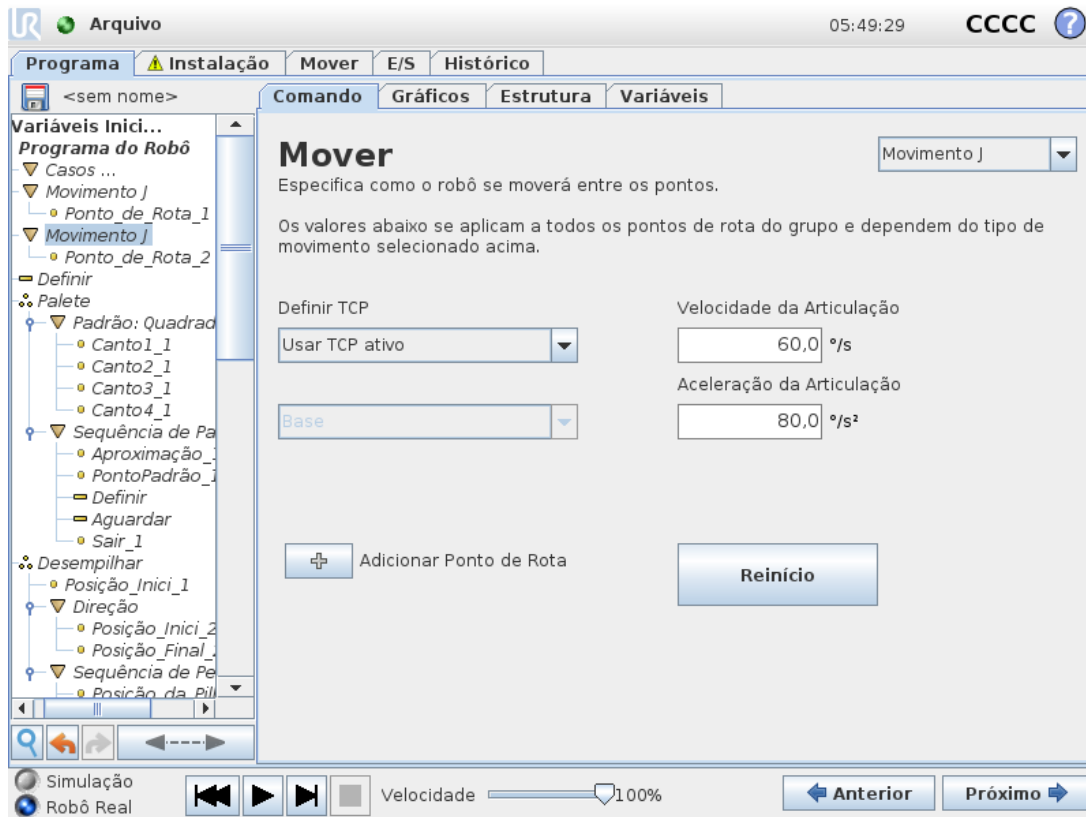 UR Arquivo 05:49:29 CCCC ?
Programa Instalação Mover E/S Histórico
<sem nome>
Comando Gráficos Estrutura Variáveis
Variáveis Inici...
Programa do Robô
Casos ...
Movimento J
Ponto_de_Rota_1
Movimento J
Ponto_de_Rota_2
Definir
Palete
Padrão: Quadrad
Canto1_1
Canto2_1
Canto3_1
Canto4_1
Sequência de Pa
Aproximação_1
PontoPadrão_1
Definir
Aguardar
Sair_1
Desempilhar
Posição_Inici_1
Direção
Posição_Inici_2
Posição_Final_2
Sequência de Pe
Posição_da_Pil
Mover
Movimento J
Especifica como o robô se moverá entre os pontos.
Os valores abaixo se aplicam a todos os pontos de rota do grupo e dependem do tipo de
movimento selecionado acima.
Definir TCP
Usar TCP ativo
Base
Velocidade da Articulação
60,0 °/s
Aceleração da Articulação
80,0 °/s²
Adicionar Ponto de Rota
Reinício
Simulação
Robô Real
Velocidade 100%
Anterior
Próximo